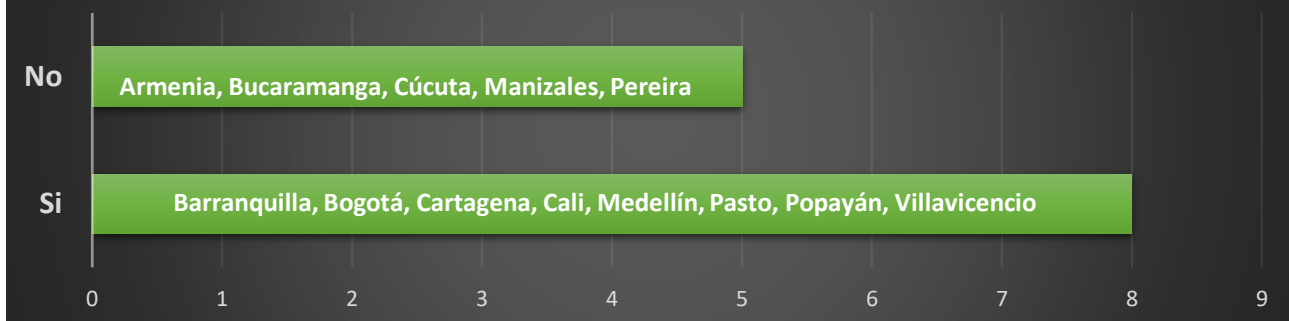 No
Armenia, Bucaramanga, Cúcuta, Manizales, Pereira
Si
Barranquilla, Bogotá, Cartagena, Cali, Medellín, Pasto, Popayán, Villavicencio
0 1 2 3 4 5 6 7 8 9